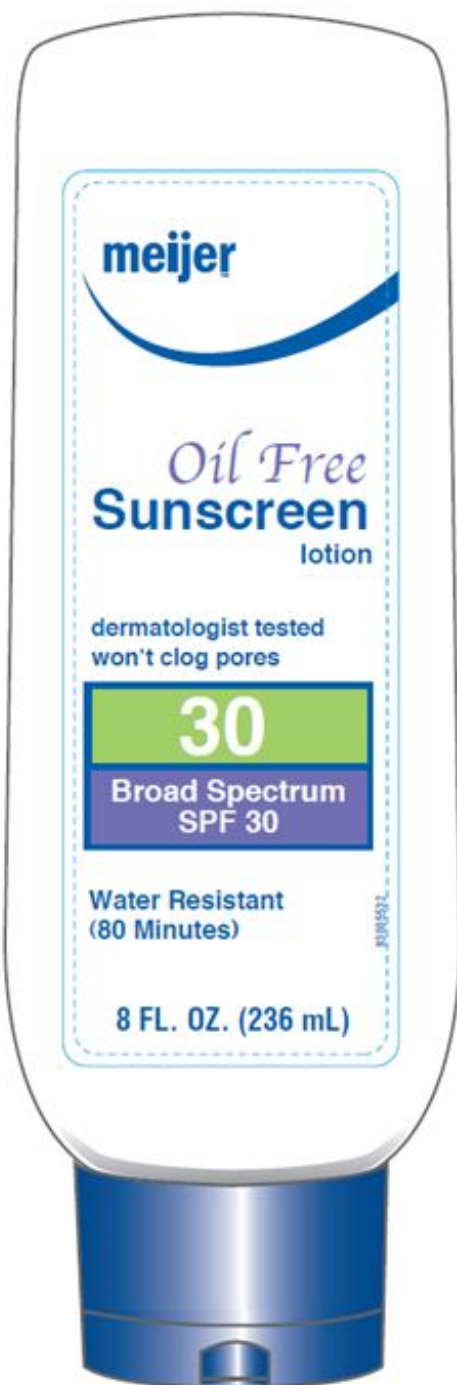 meijer
Oil Free
Sunscreen
lotion
dermatologist tested
won't clog pores
30
Broad Spectrum
SPF 30
Water Resistant
(80 Minutes)
8 FL. OZ. (236 mL)